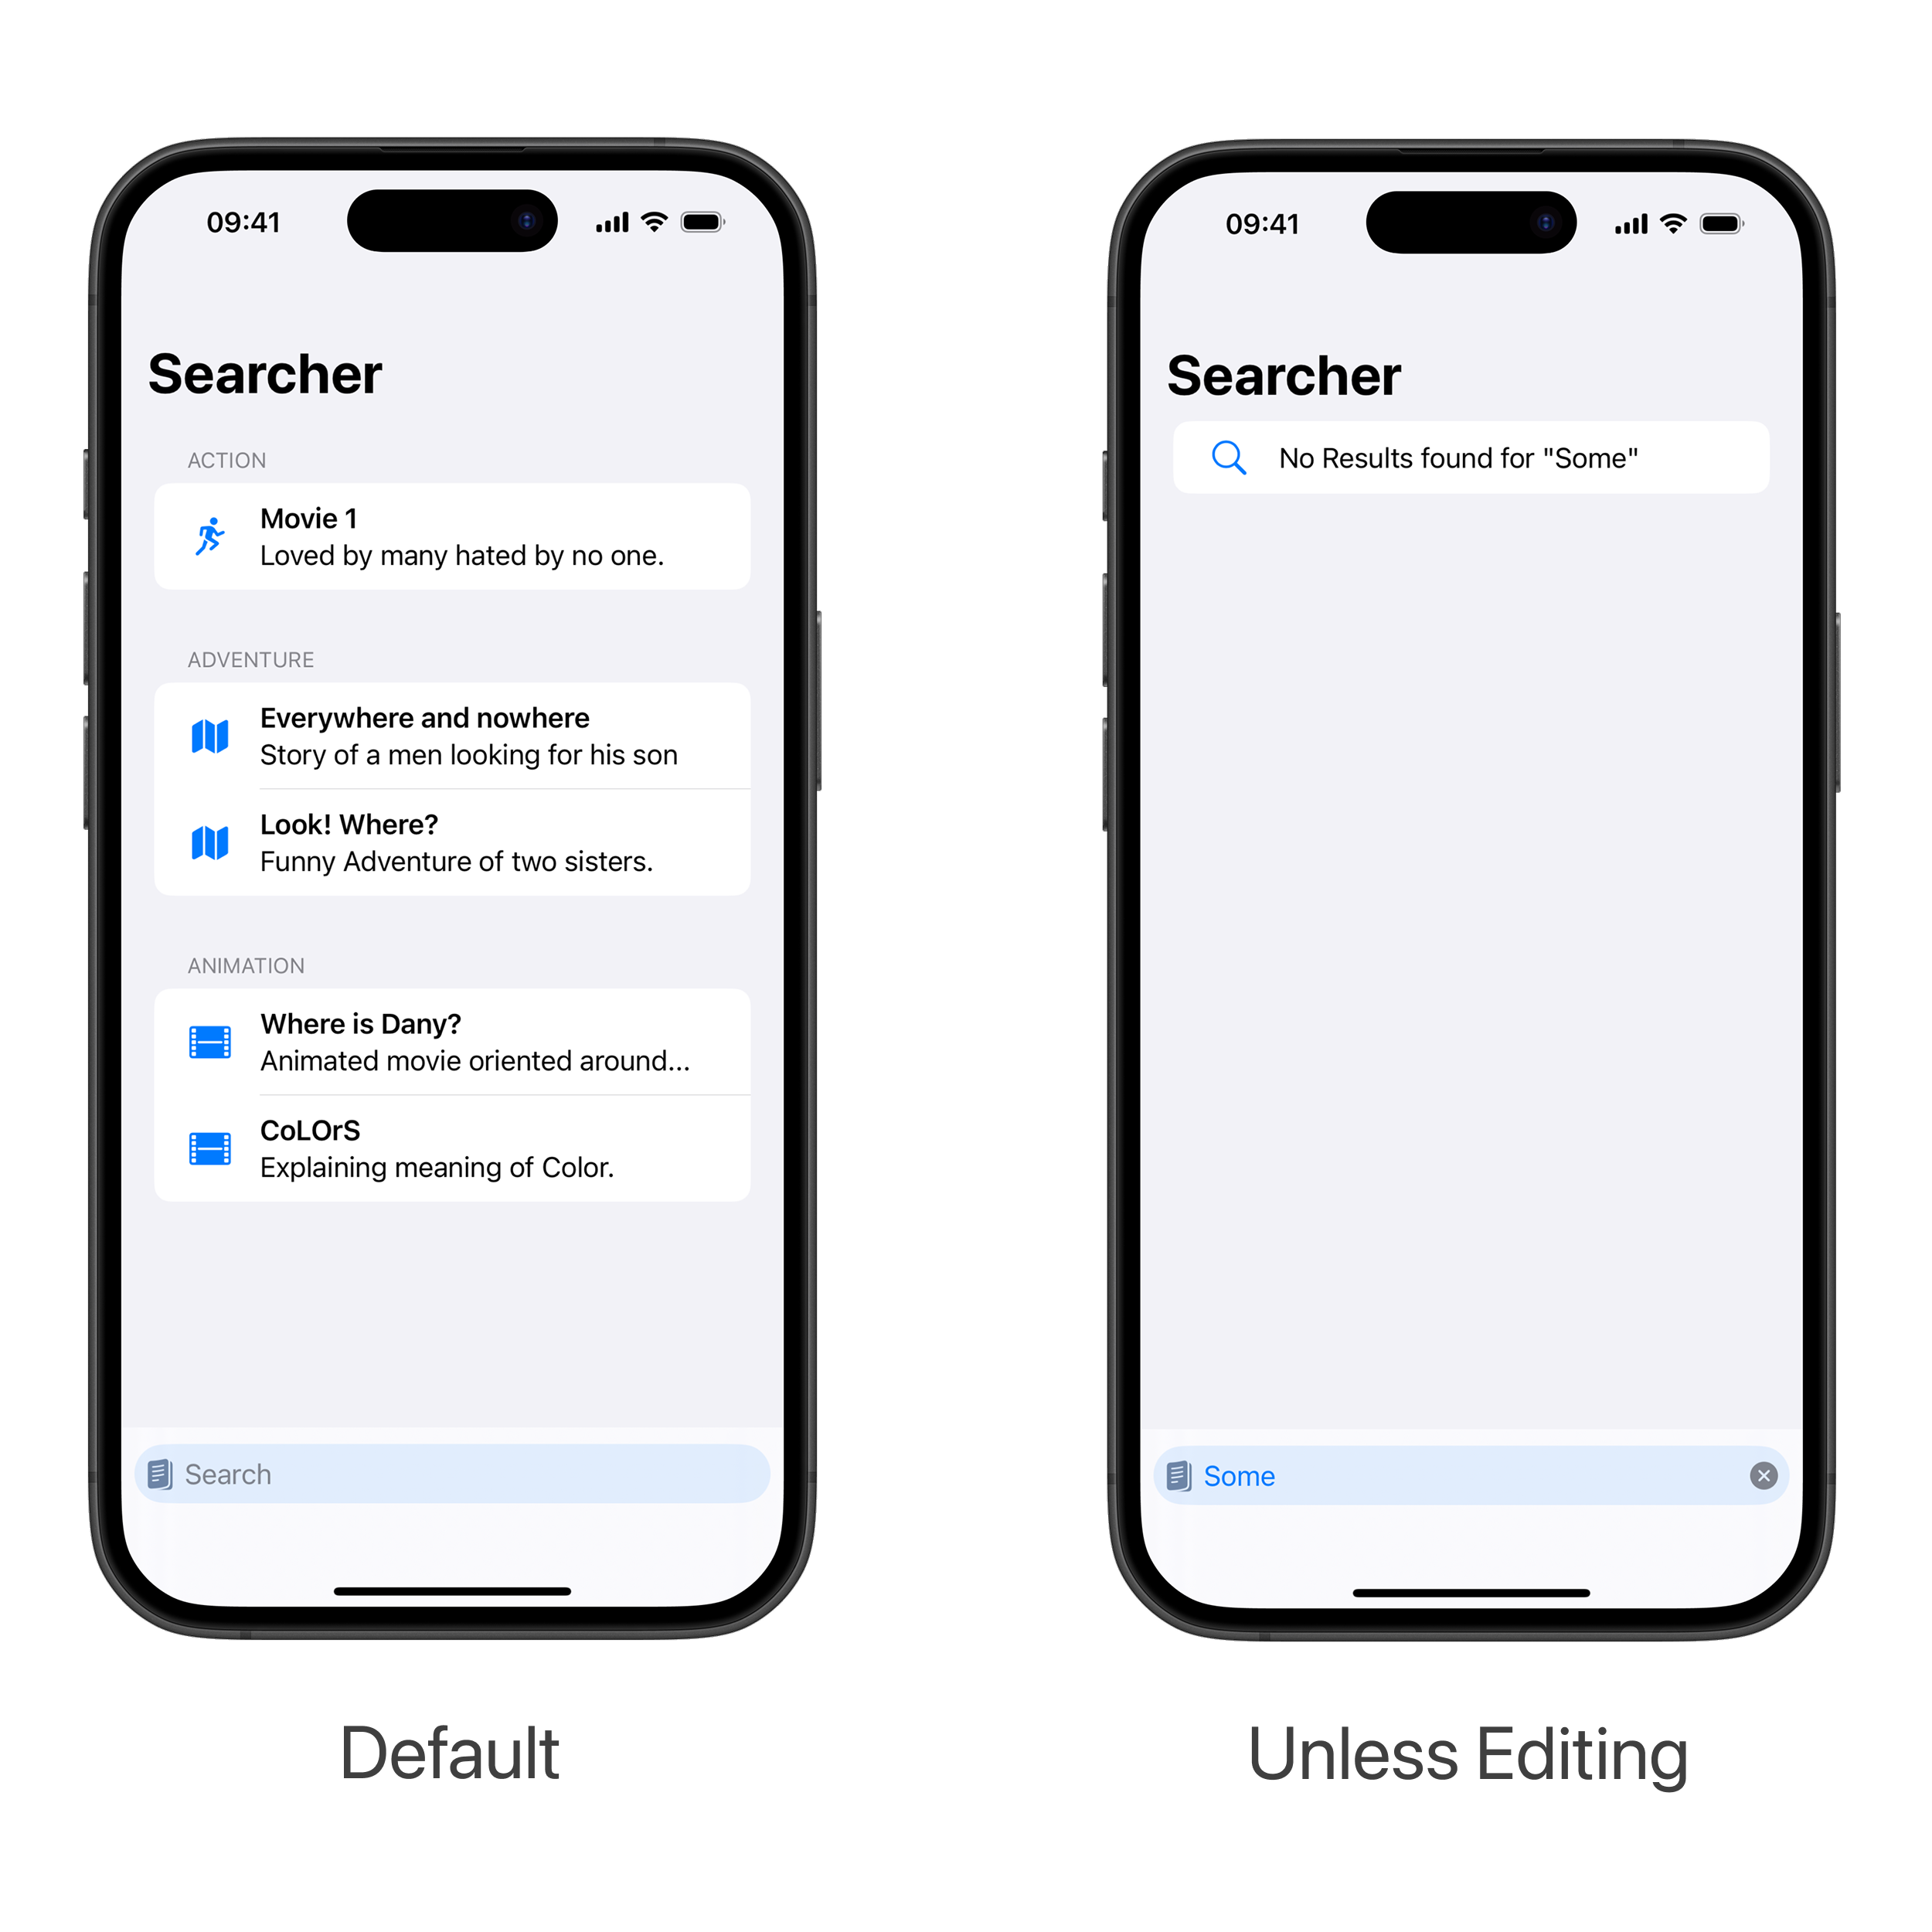 09:41
Searcher
ACTION
Movie 1
Loved by many hated by no one.
ADVENTURE
Everywhere and nowhere
Story of a men looking for his son
Look! Where?
Funny Adventure of two sisters.
ANIMATION
Where is Dany?
Animated movie oriented around...
CoLOrS
Explaining meaning of Color.
Search
Default
09:41
Searcher
No Results found for "Some"
Some
Unless Editing